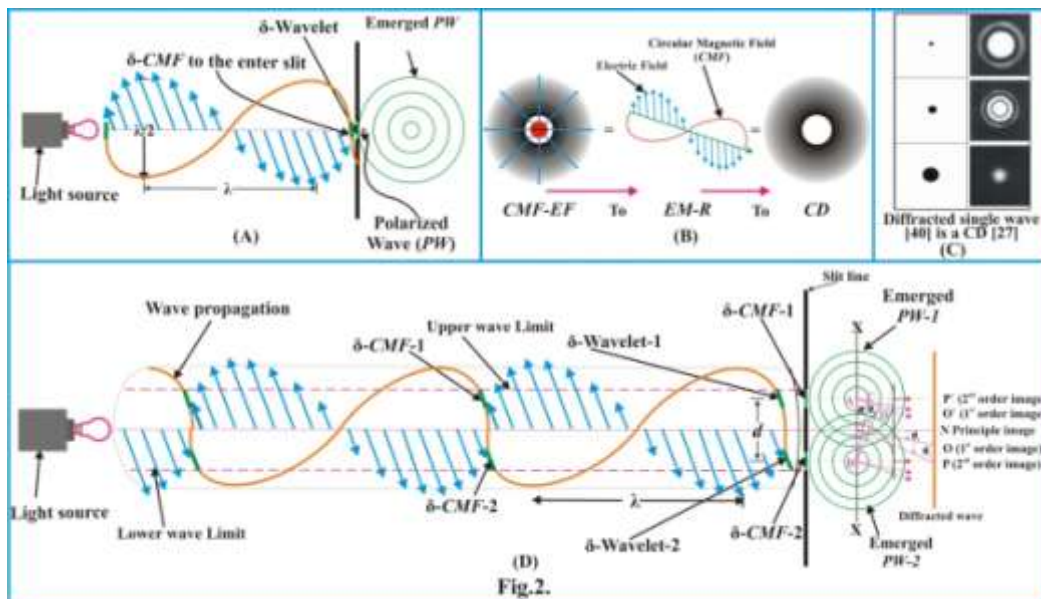 δ-Wavelet
Emerged PW
δ-CMF to the enter slit
λ/2
λ
Light source
Polarized
Wave (PW)
(A)
Circular Magnetic Field
(CMF)
Electric Field
=
=
CMF-EF
To
EM-R
To
CD
(B)
Diffracted single wave
[40] is a CD [27]
(C)
Slit line
Wave propagation
δ-CMF-1
Upper wave Limit
δ-Wavelet-1
δ-CMF-1
Emerged
PW-1
X
d
P' (2nd order image)
O' (1st order image)
N Principle image
O (1st order image)
P (2nd order image)
Light source
Lower wave Limit
δ-CMF-2
λ
δ-Wavelet-2
δ-CMF-2
X
Diffracted wave
Emerged
PW-2
(D)
Fig.2.